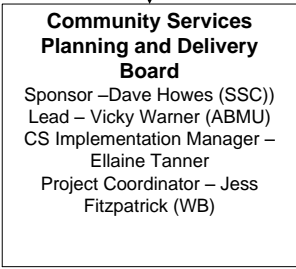 Community Services
Planning and Delivery
Board
Sponsor –Dave Howes (SSC))
Lead – Vicky Warner (ABMU)
CS Implementation Manager –
Ellaine Tanner
Project Coordinator – Jess
Fitzpatrick (WB)